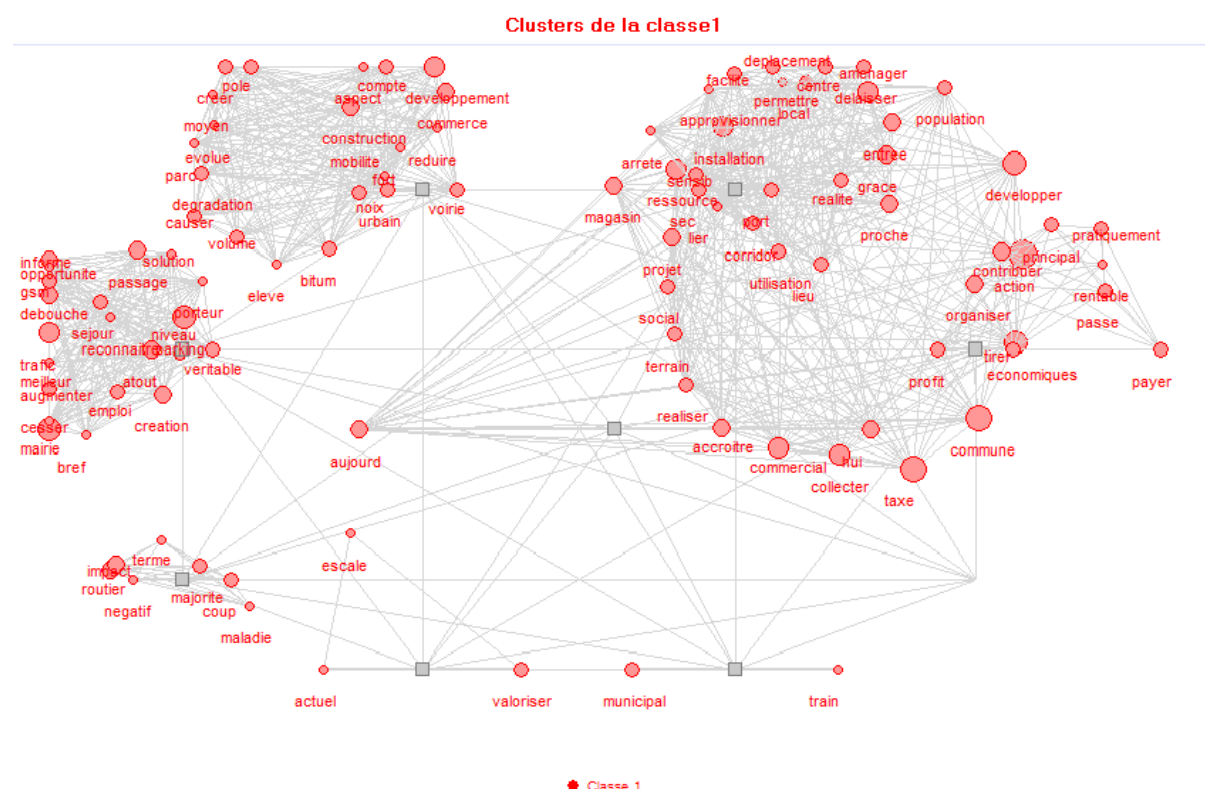 Clusters de la classe1
deplacement
pole
compte
facilite
centre
amenager
creer
aspect
developpement
permettre
delaisser
local
moyen
commerce
approvisionner
population
construction
evolue
mobilite
reduire
arrete
installation
entree
parc
fort
sensib
grace
developper
degradation
noix
voirie
ressource
realite
causer
urbain
magasin
sec
port
proche
volume
lier
pratiquement
informe
solution
corridor
principal
opportunite
passage
projet
contribuer
gsm
eleve
bitum
utilisation
action
lieu
rentable
debouche
porteur
social
organiser
passe
sejour
niveau
reconnaitre
parking
tirer
trafic
veritable
terrain
economiques
meilleur
atout
profit
payer
augmenter
emploi
realiser
cesser
creation
accroitre
mairie
commune
bref
aujourd
commercial
hui
collecter
taxe
terme
escale
impact
routier
majorite
negatif
coup
maladie
actuel
valoriser
municipal
train
Classe 1